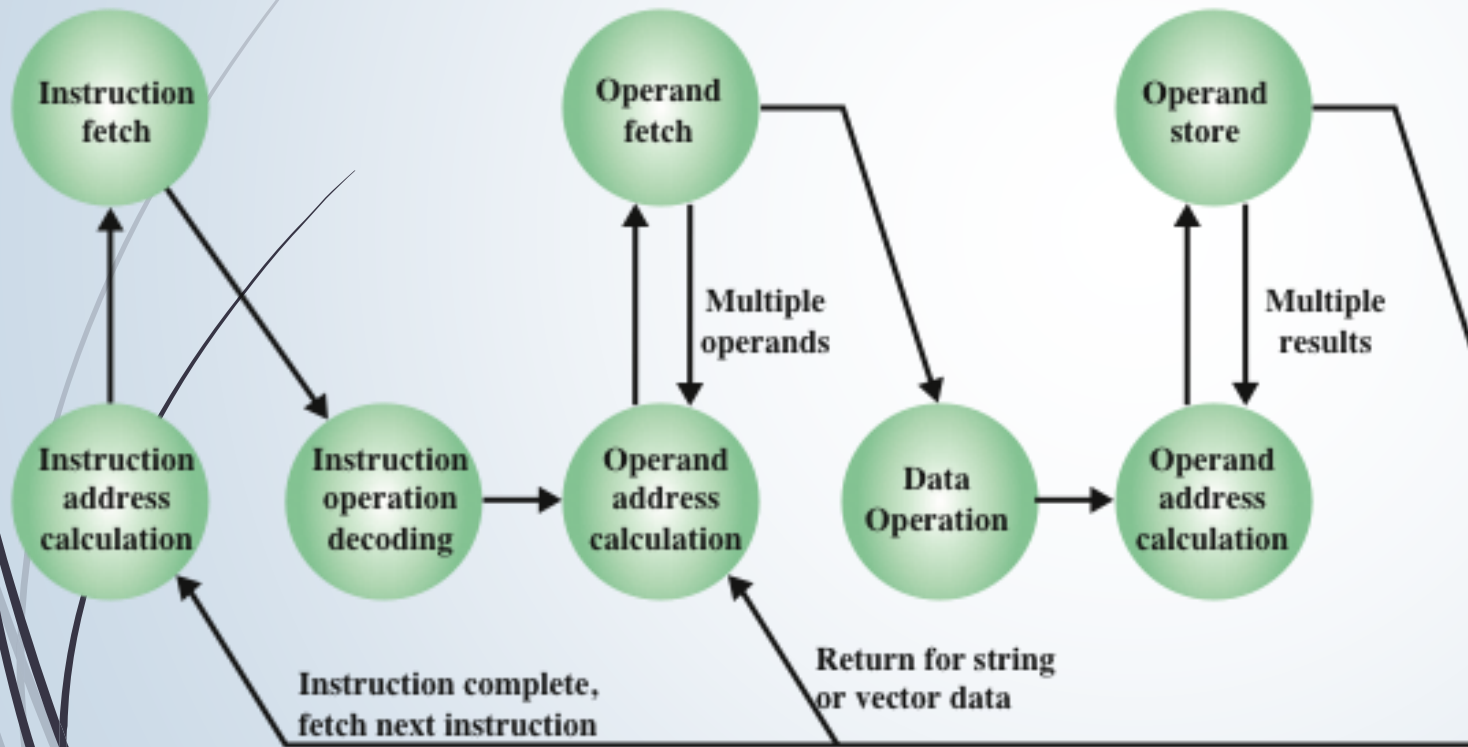 Instruction
fetch
Operand
fetch
Operand
store
Multiple
operands
Multiple
results
Instruction
address
calculation
Instruction
operation
decoding
Operand
address
calculation
Data
Operation
Operand
address
calculation
Instruction complete,
fetch next instruction
Return for string
or vector data